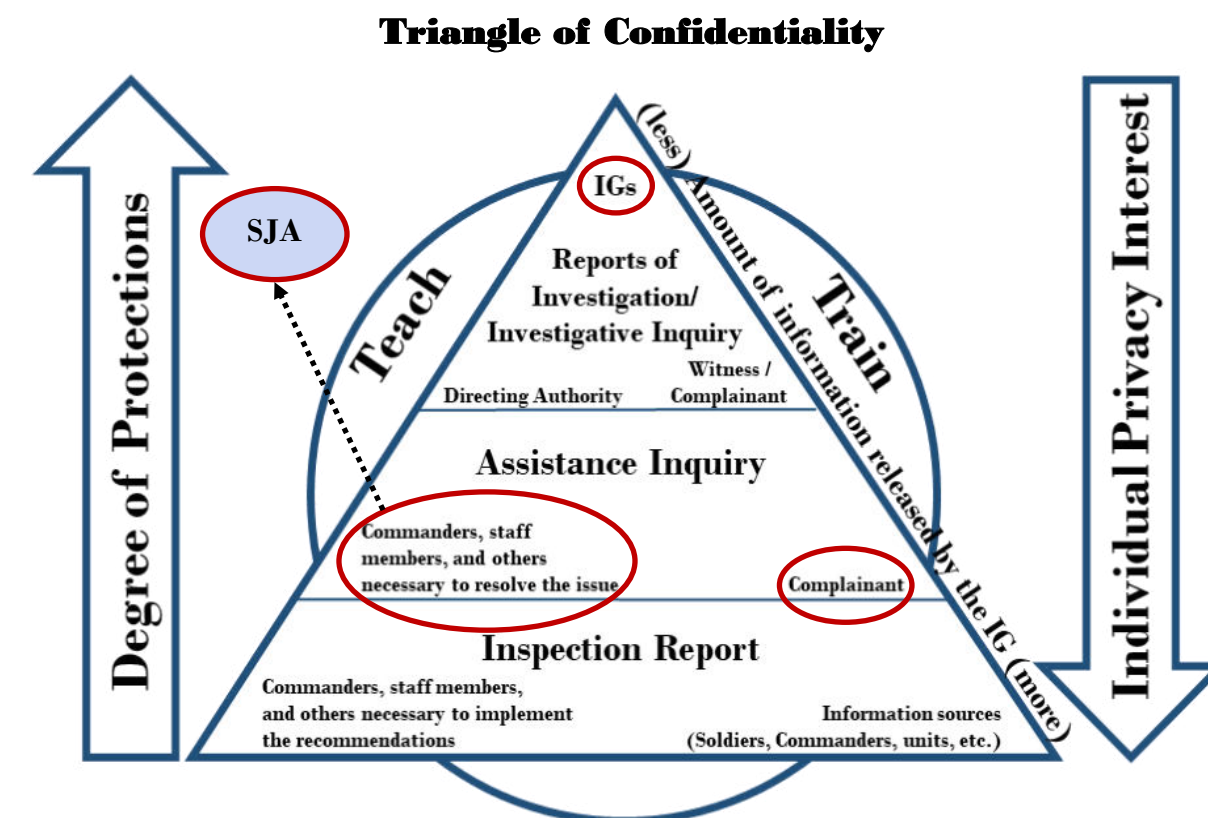 Triangle of Confidentiality
Degree of Protections
SJA
Teach
IGs
Reports of
Investigation/
Investigative Inquiry
Directing Authority
Witness /
Complainant
Train
(less) Amount of information released by the IG (more)
Individual Privacy Interest
Assistance Inquiry
Commanders, staff
members, and others
necessary to resolve the issue
Complainant
Inspection Report
Commanders, staff members,
and others necessary to implement
the recommendations
Information sources
(Soldiers, Commanders, units, etc.)